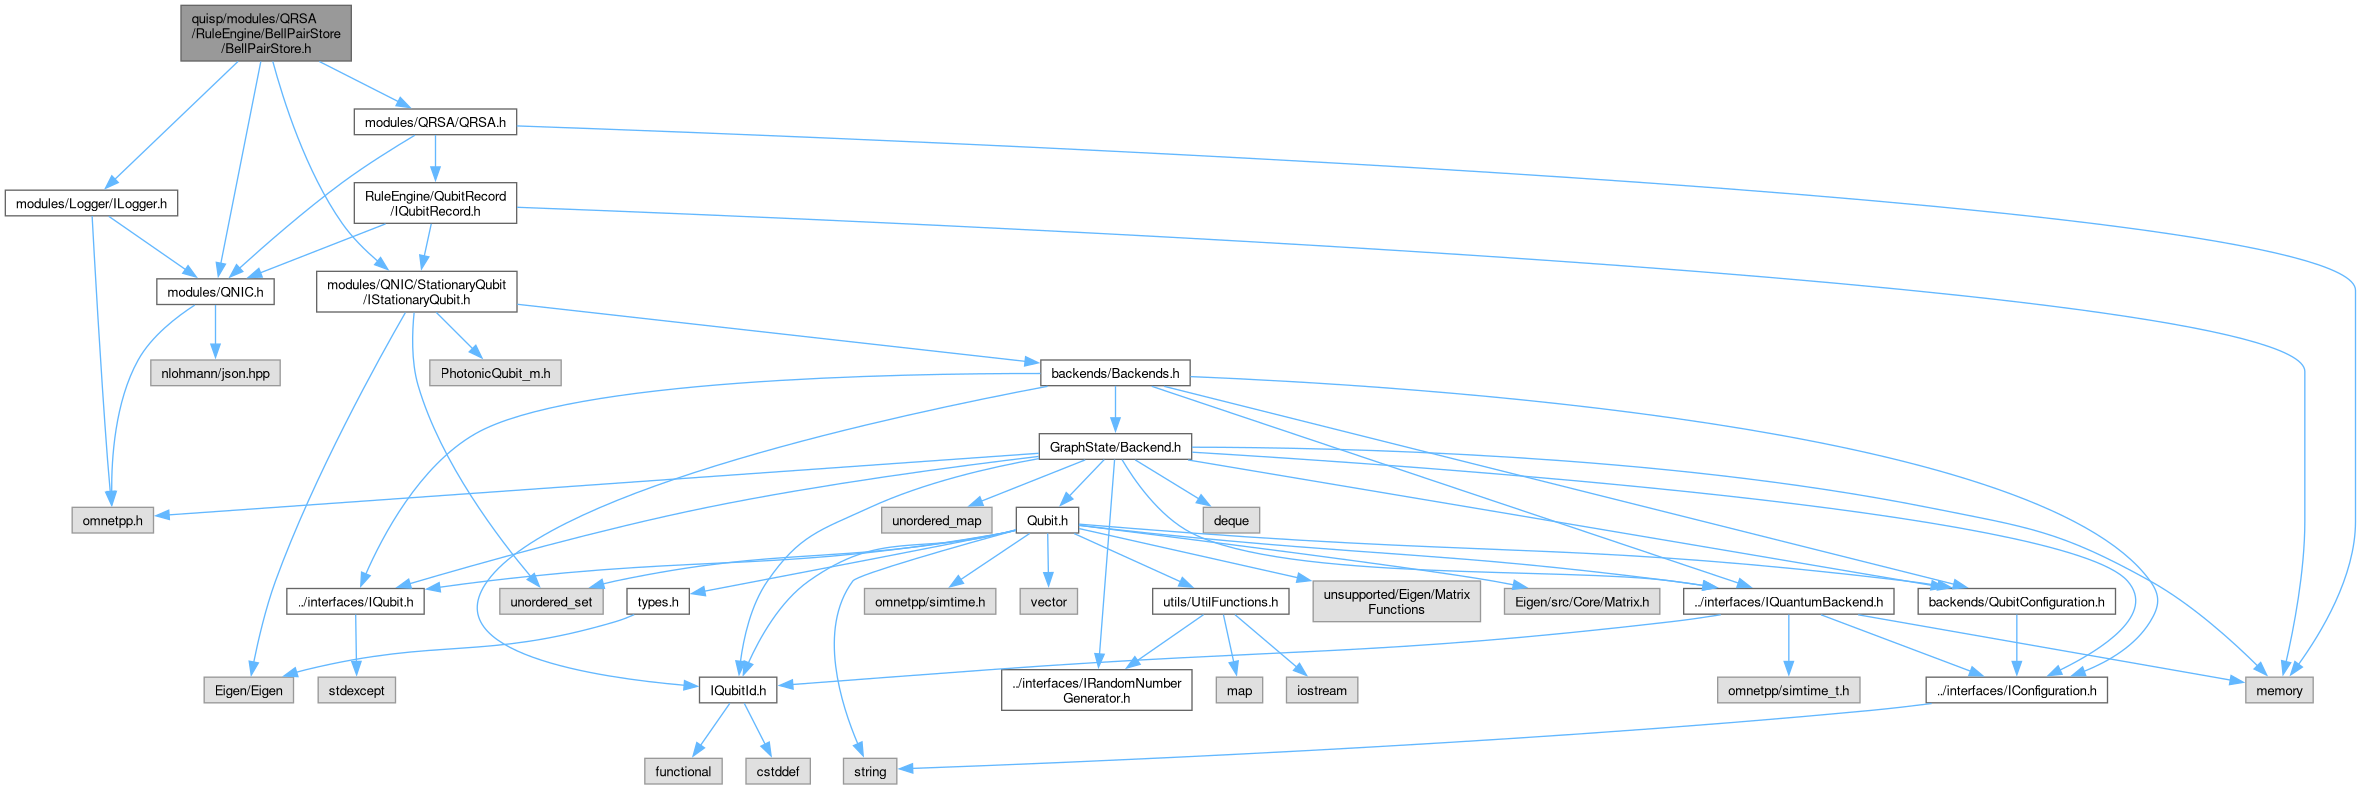 quisp/modules/QRSA
/RuleEngine/BellPairStore
/BellPairStore.h
modules/QRSA/QRSA.h
modules/Logger/ILogger.h
RuleEngine/QubitRecord
/IQubitRecord.h
modules/QNIC.h
modules/QNIC/StationaryQubit
/IStationaryQubit.h
nlohmann/json.hpp
PhotonicQubit_m.h
backends/Backends.h
GraphState/Backend.h
omnetpp.h
unordered_map
Qubit.h
deque
../interfaces/IQubit.h
unordered_set
types.h
omnetpp/simtime.h
vector
utils/UtilFunctions.h
unsupported/Eigen/Matrix
Functions
Eigen/src/Core/Matrix.h
../interfaces/IQuantumBackend.h
backends/QubitConfiguration.h
Eigen/Eigen
stdexcept
IQubitId.h
../interfaces/IRandomNumber
Generator.h
map
iostream
omnetpp/simtime_t.h
../interfaces/IConfiguration.h
memory
functional
cstddef
string